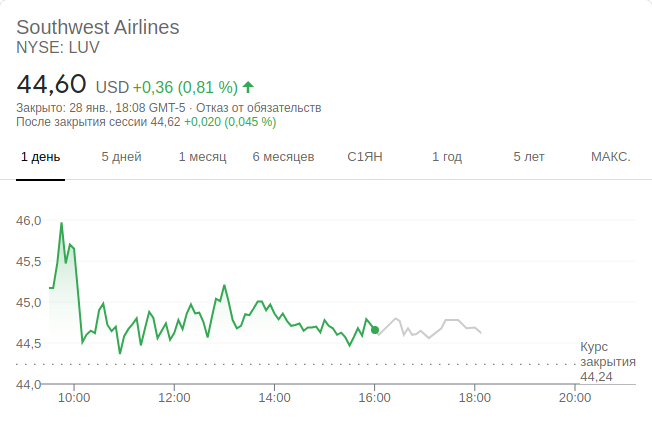 Southwest Airlines
NYSE: LUV
44,60 USD +0,36 (0,81 %)
Закрыто: 28 янв., 18:08 GMT-5 · Отказ от обязательств
После закрытия сессии 44,62 +0,020 (0,045 %)
1 день 5 дней 1 месяц 6 месяцев С1ЯН 1 год 5 лет МАКС.
46,0
45,5
45,0
44,5
Курс
закрытия
44,24
44,0
10:00 12:00 14:00 16:00 18:00 20:00